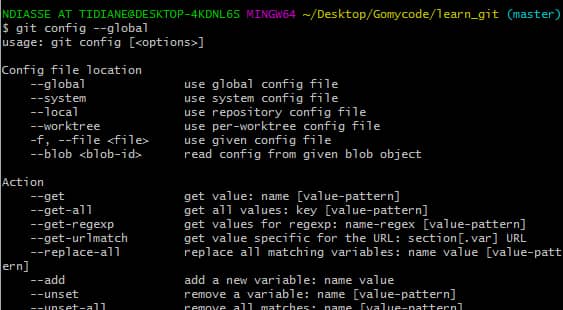 NDIASSE AT TIDIANE@DESKTOP-4KDNL6S MINGW64 ~/Desktop/Gomycode/learn_git (master)
$ git config --global
usage: git config [<options>]

Config file location
    --global              use global config file
    --system              use system config file
    --local               use repository config file
    --worktree            use per-worktree config file
    -f, --file <file>     use given config file
    --blob <blob-id>      read config from given blob object

Action
    --get                 get value: name [value-pattern]
    --get-all             get all values: key [value-pattern]
    --get-regexp          get values for regexp: name-regex [value-pattern]
    --get-urlmatch        get value specific for the URL: section[.var] URL
    --replace-all         replace all matching variables: name value [value-patt
ern]
    --add                 add a new variable: name value
    --unset               remove a variable: name [value-pattern]
    --unset-all           remove all matches: name [value-pattern]